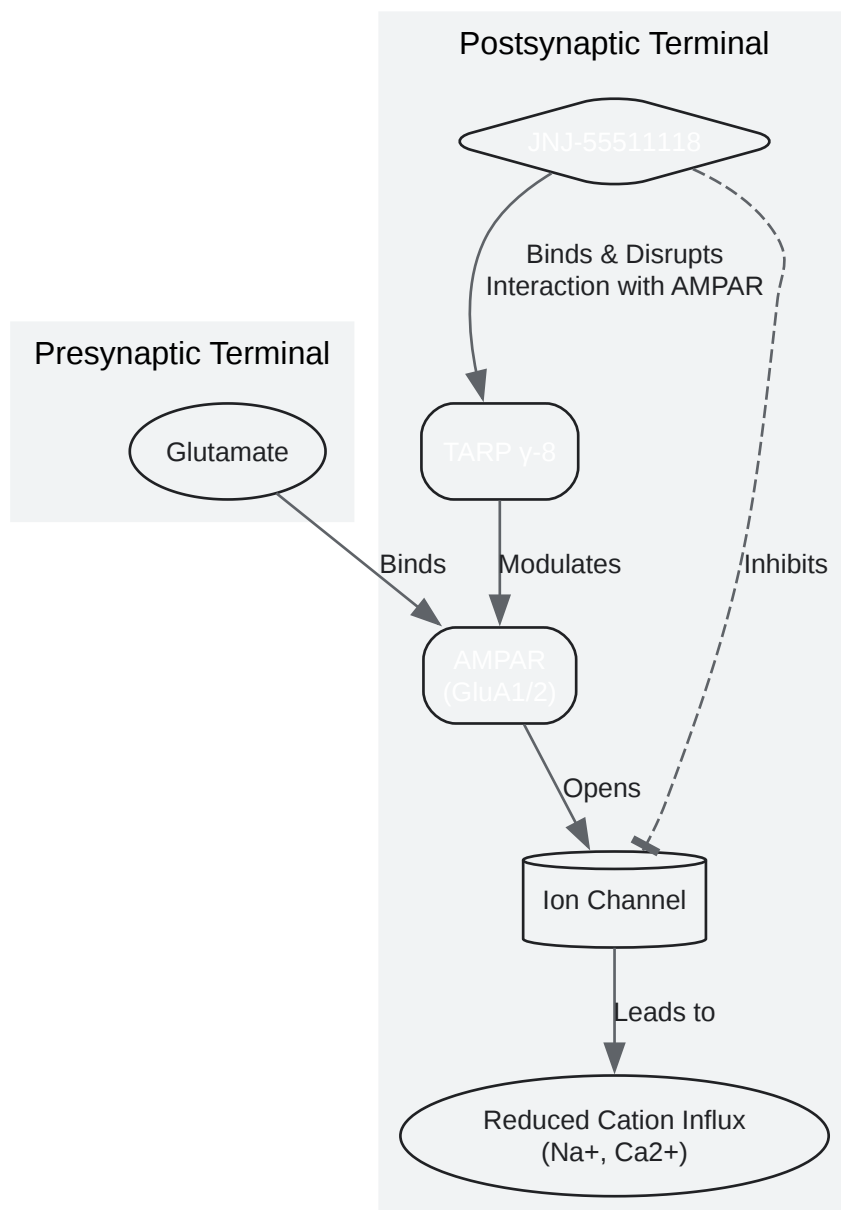 Postsynaptic Terminal
JNJ-55511118
Binds & Disrupts
Interaction with AMPAR
Presynaptic Terminal
Glutamate
TARP γ-8
Binds
Modulates
Inhibits
AMPAR
(GluA1/2)
Opens
Ion Channel
Leads to
Reduced Cation Influx
(Na+, Ca2+)